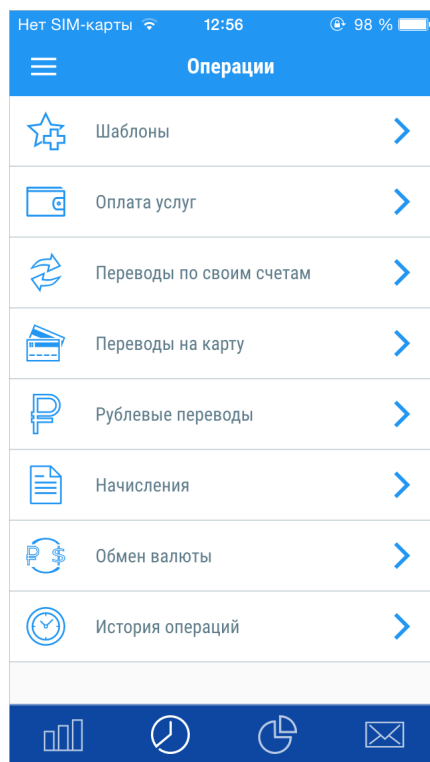 Нет SIM-карты 12:56 98 %
Операции
Шаблоны
Оплата услуг
Переводы по своим счетам
Переводы на карту
Рублевые переводы
Начисления
Обмен валюты
История операций